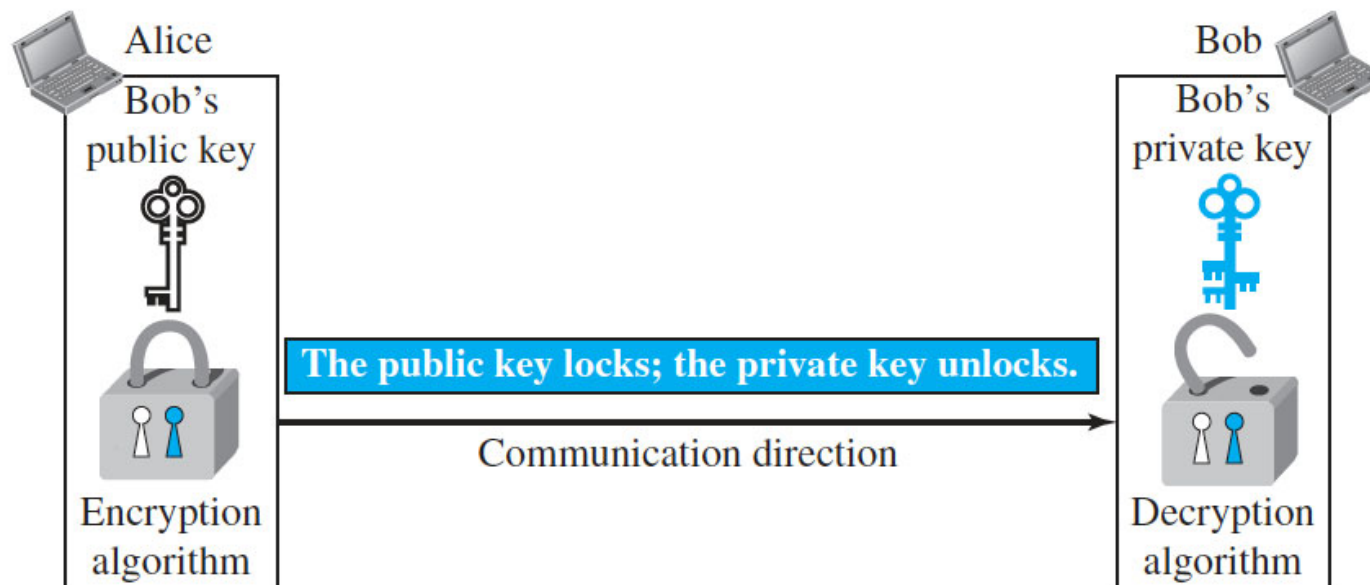 Alice
Bob’s
public key
Encryption
algorithm
The public key locks; the private key unlocks.
Communication direction
Bob
Bob’s
private key
Decryption
algorithm